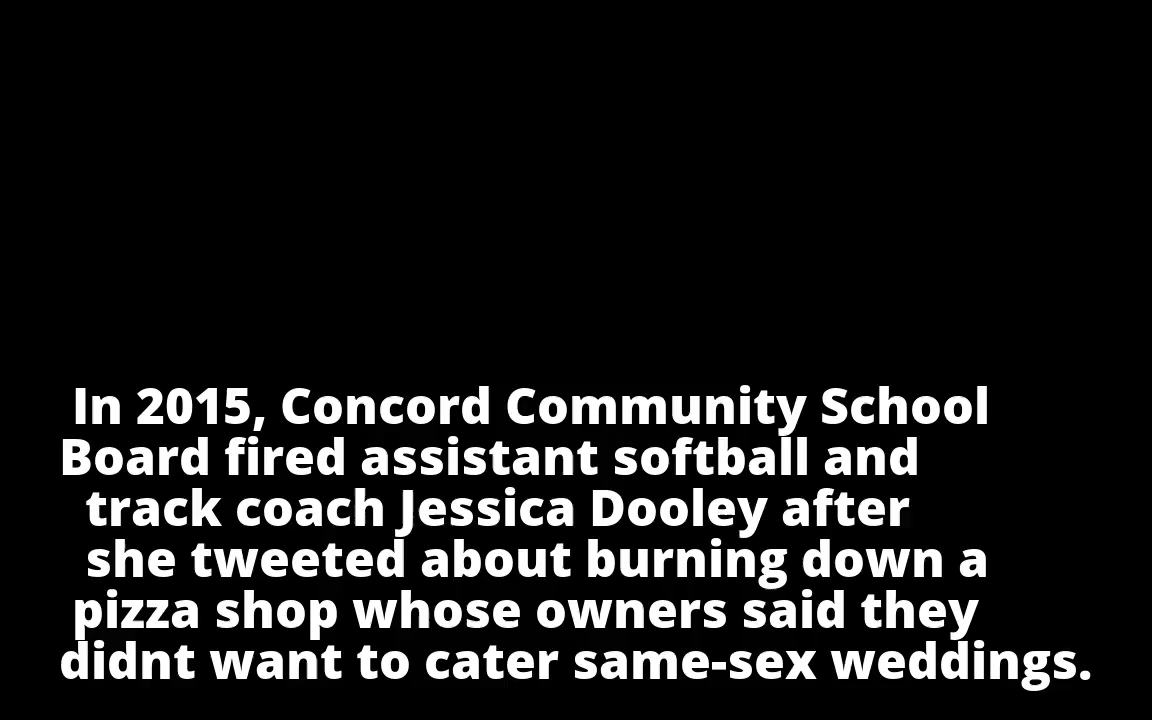 In 2015, Concord Community School
Board fired assistant softball and
track coach Jessica Dooley after
she tweeted about burning down a
pizza shop whose owners said they
didnt want to cater same-sex weddings.